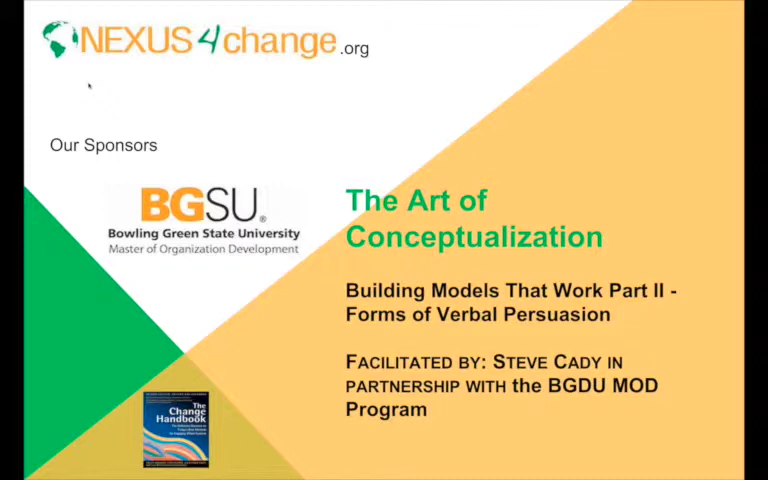 NEXUS4change.org
Our Sponsors
BGSU®
Bowling Green State University
Master of Organization Development
The Art of
Conceptualization
Building Models That Work Part II -
Forms of Verbal Persuasion
FACILITATED BY: STEVE CADY IN
PARTNERSHIP WITH the BGDU MOD
Program
The
Change
Handbook